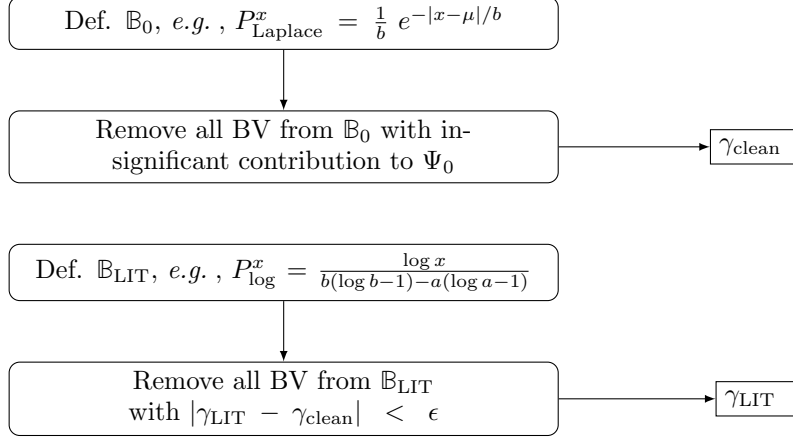 Def. 𝔹₀, e.g. , P^x_Laplace = 1/b e^{−|x−μ|/b}
Remove all BV from 𝔹₀ with in-
significant contribution to Ψ₀
γ_clean
Def. 𝔹_LIT, e.g. , P^x_log = log x / b(log b−1)−a(log a−1)
Remove all BV from 𝔹_LIT
with |γ_LIT − γ_clean| < ϵ
γ_LIT